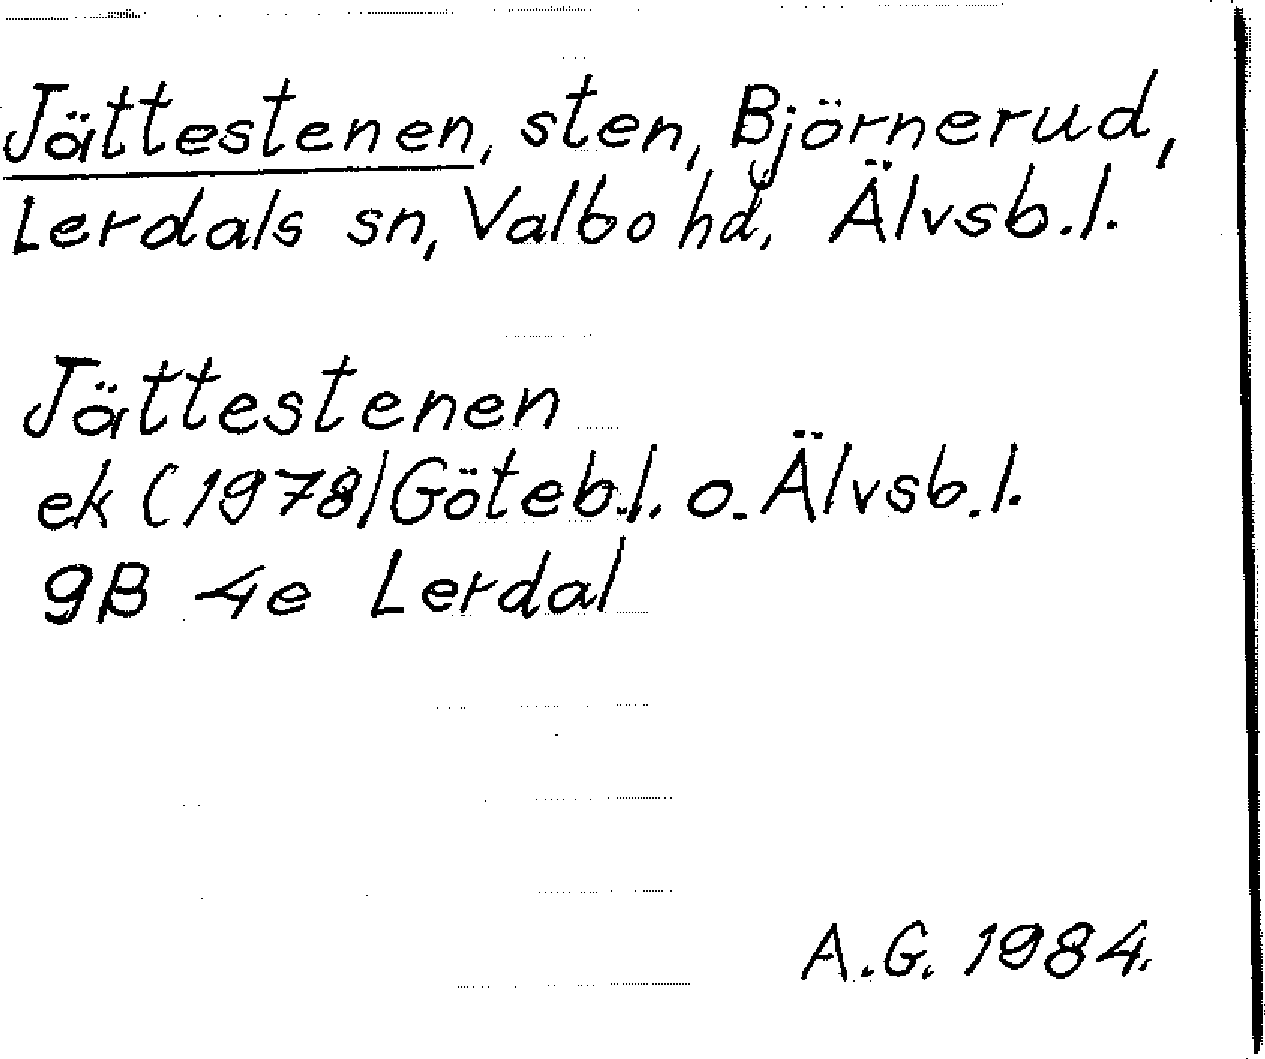 Jättestenen, sten, Björnerud,
Lerdals sn, Valbo hd, Älvsb.l.
Jättestenen
ek (1978) Göteb.l. o. Älvsb.l.
9B 4e Lerdal
A.G. 1984.